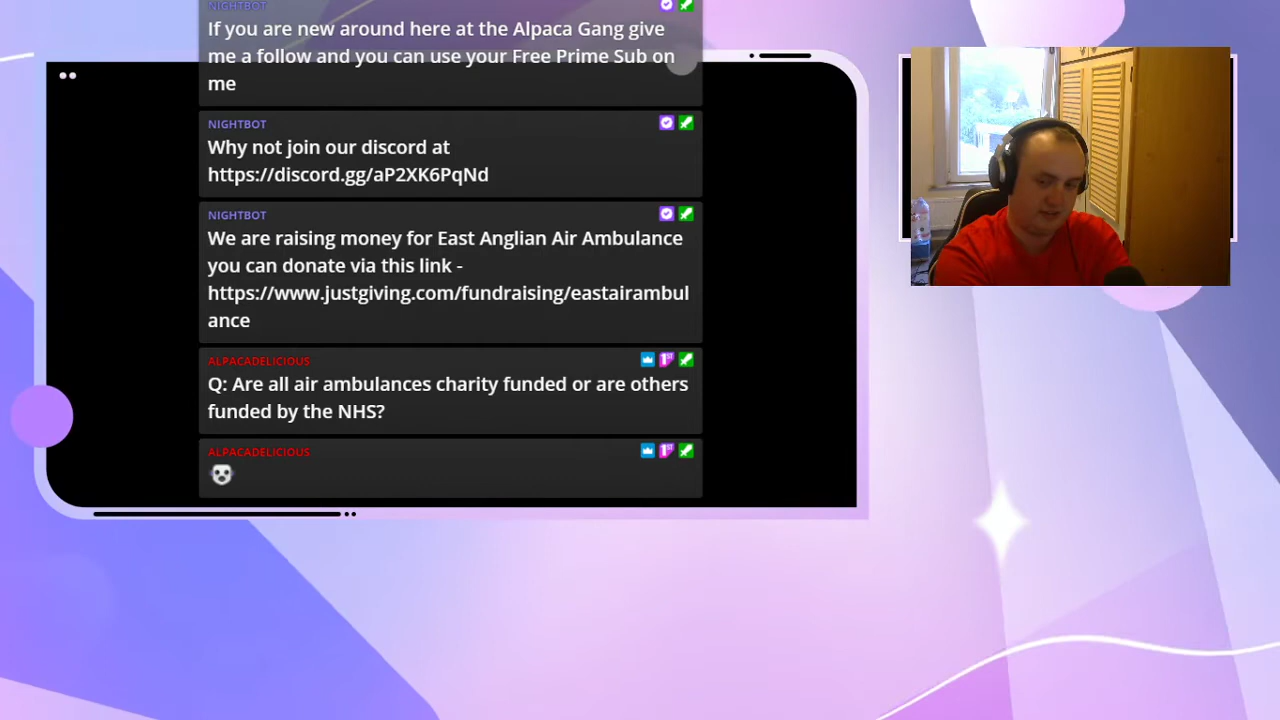 NIGHTBOT
If you are new around here at the Alpaca Gang give
me a follow and you can use your Free Prime Sub on
me
NIGHTBOT
Why not join our discord at
https://discord.gg/aP2XK6PqNd
NIGHTBOT
We are raising money for East Anglian Air Ambulance
you can donate via this link -
https://www.justgiving.com/fundraising/eastairambul
ance
ALPACADELICIOUS
Q: Are all air ambulances charity funded or are others
funded by the NHS?
ALPACADELICIOUS